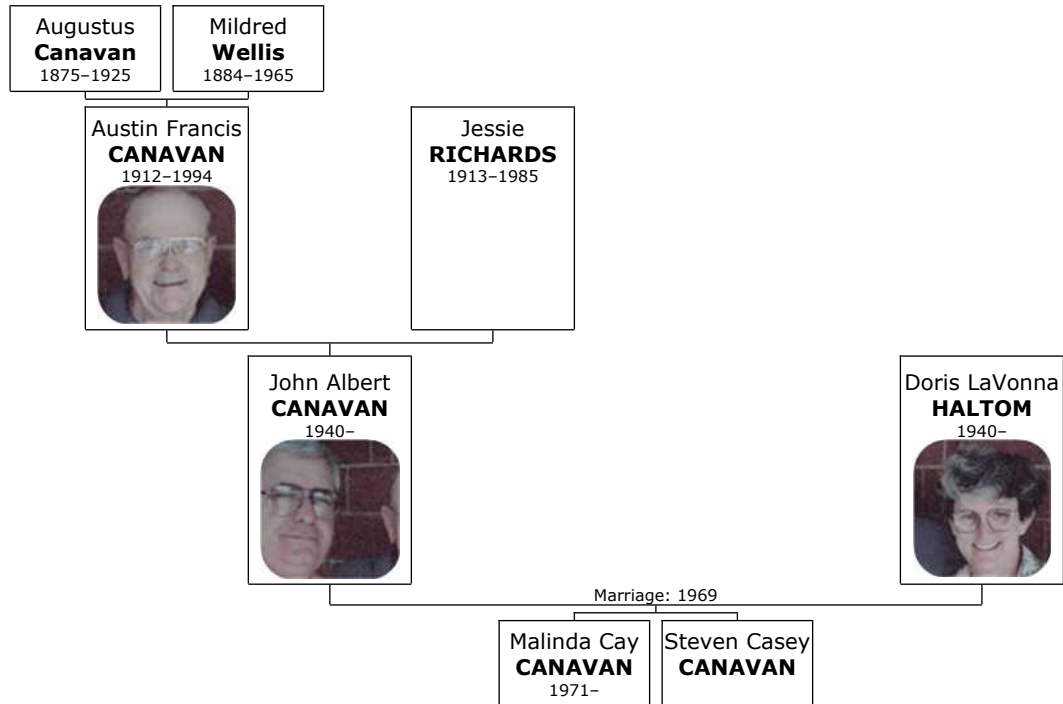 Augustus
Canavan
1875–1925
Mildred
Wellis
1884–1965
Austin Francis
CANAVAN
1912–1994
Jessie
RICHARDS
1913–1985
John Albert
CANAVAN
1940–
Doris LaVonna
HALTOM
1940–
Marriage: 1969
Malinda Cay
CANAVAN
1971–
Steven Casey
CANAVAN